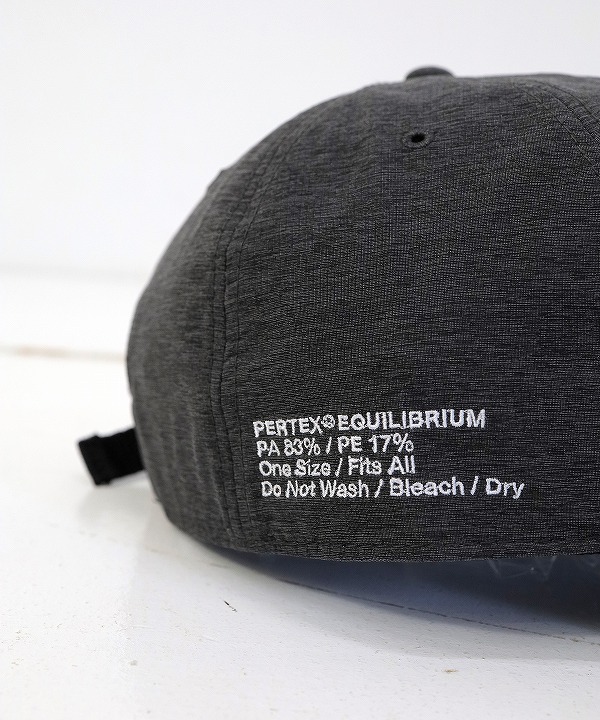 PERTEX® EQUILIBRIUM
PA 83% / PE 17%
One Size / Fits All
Do Not Wash / Bleach / Dry